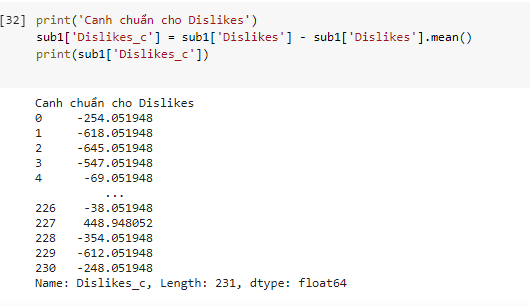 [32] print('Canh chuẩn cho Dislikes')
sub1['Dislikes_c'] = sub1['Dislikes'] - sub1['Dislikes'].mean()
print(sub1['Dislikes_c'])
Canh chuẩn cho Dislikes
0 -254.051948
1 -618.051948
2 -645.051948
3 -547.051948
4 -69.051948
...
226 -38.051948
227 448.948052
228 -354.051948
229 -612.051948
230 -248.051948
Name: Dislikes_c, Length: 231, dtype: float64